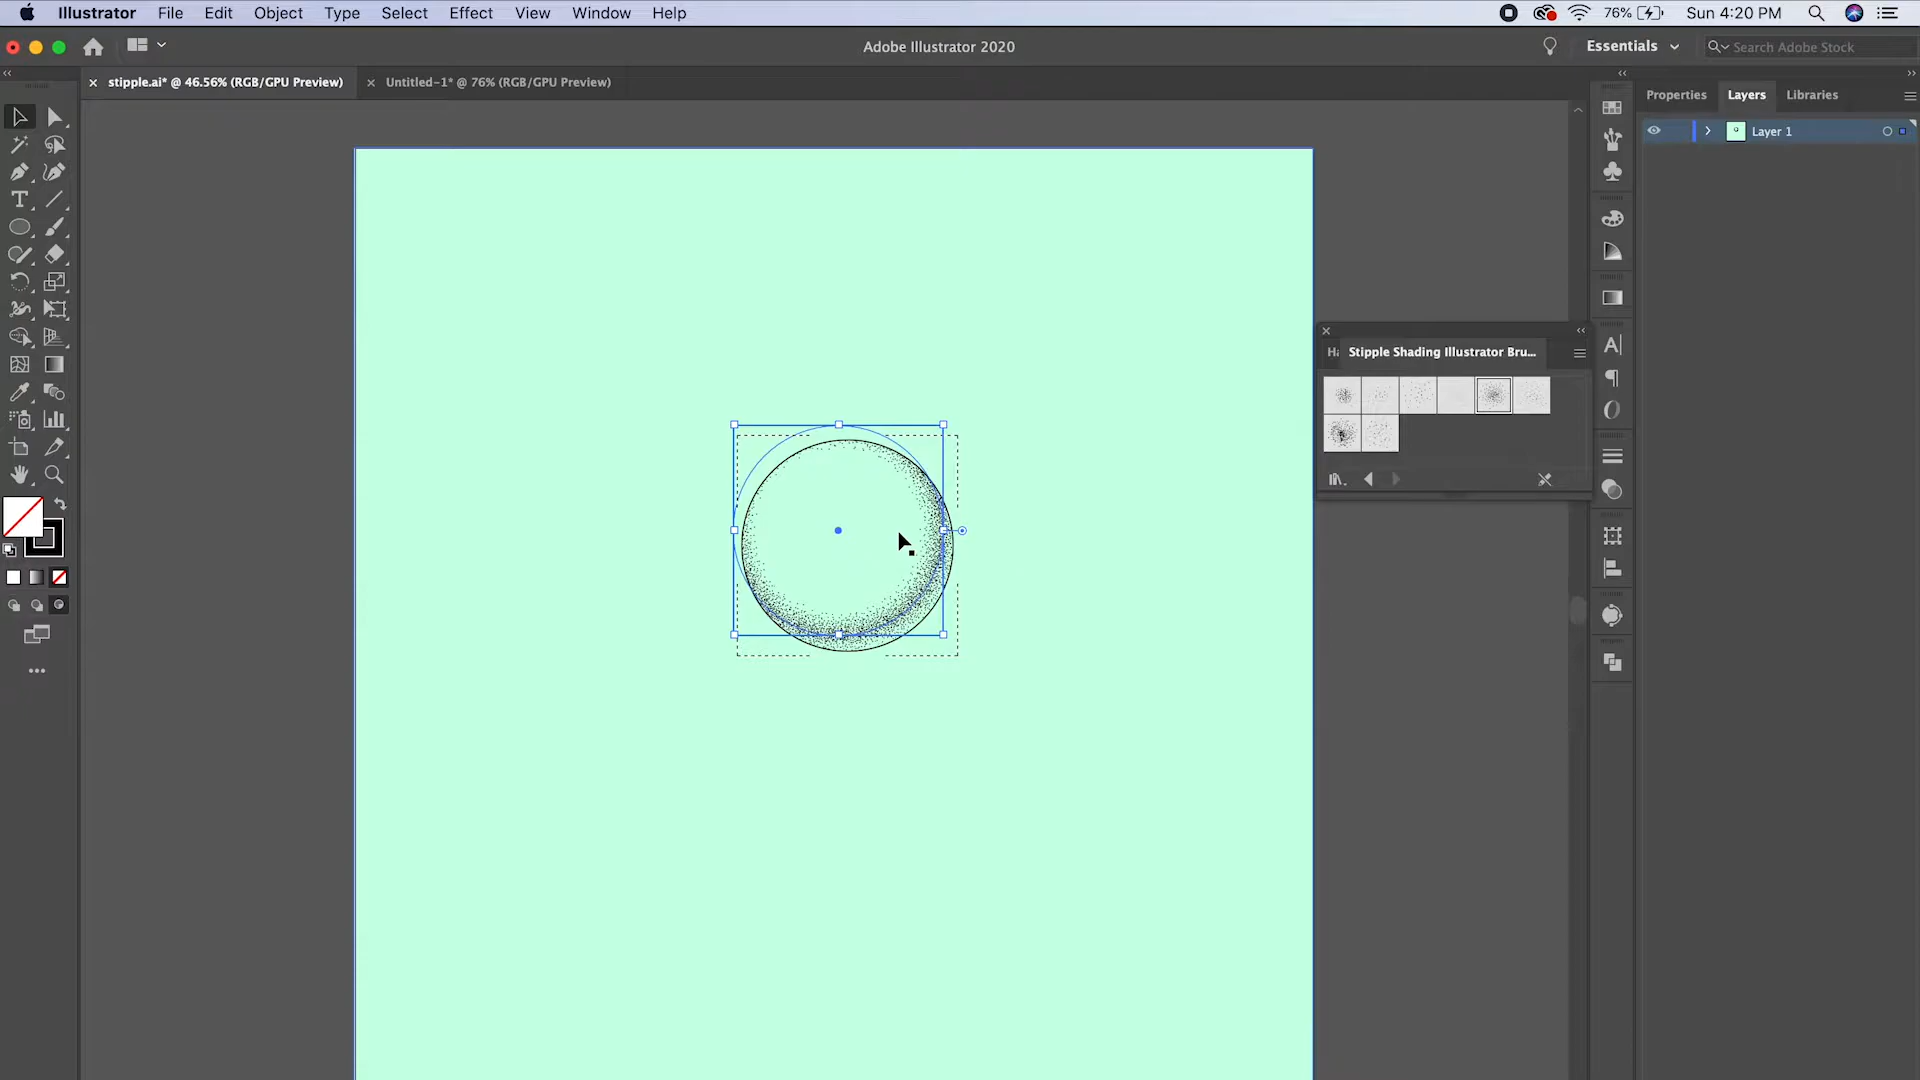 Illustrator File Edit Object Type Select Effect View Window Help 76% Sun 4:20 PM
Adobe Illustrator 2020 Essentials Search Adobe Stock
stipple.ai* @ 46.56% (RGB/GPU Preview) Untitled-1* @ 76% (RGB/GPU Preview)
Properties Layers Libraries
Layer 1
Ha Stipple Shading Illustrator Bru...